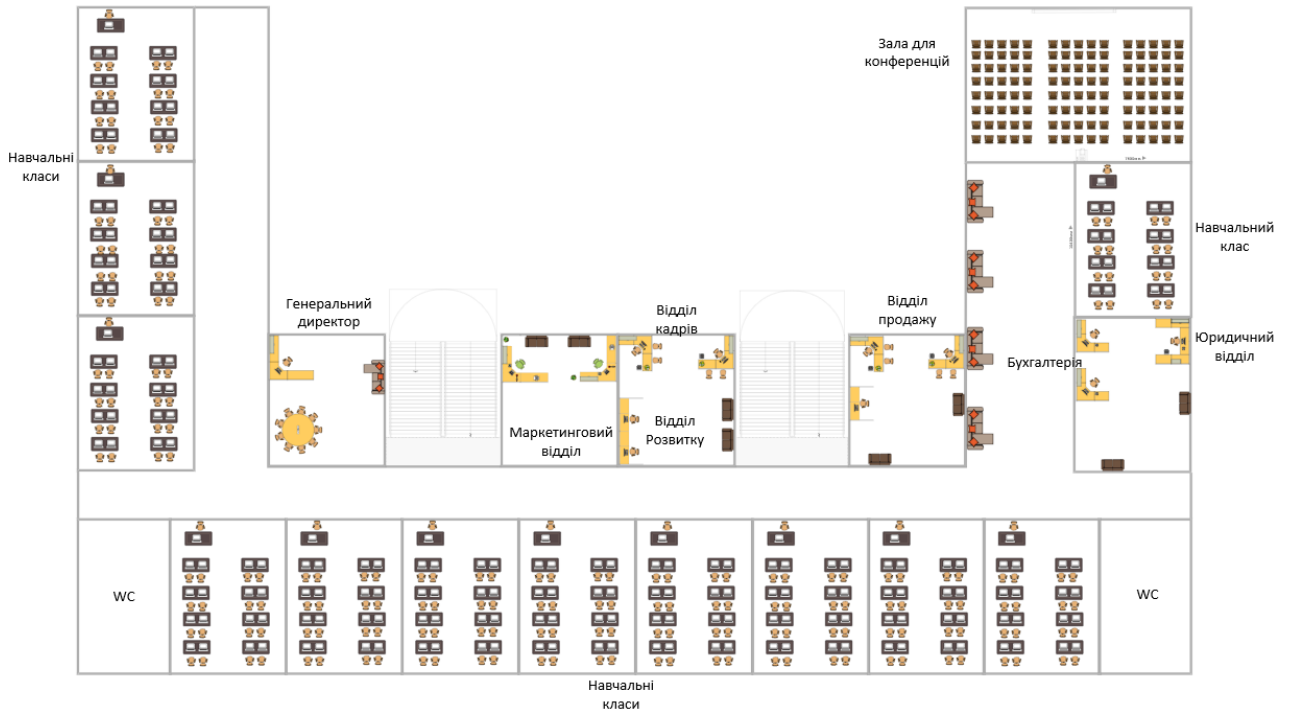 Зала для
конференцій
Навчальні
класи
Навчальний
клас
Генеральний
директор
Відділ
кадрів
Відділ
продажу
Бухгалтерія
Юридичний
відділ
Маркетинговий
відділ
Відділ
Розвитку
WC
WC
Навчальні
класи